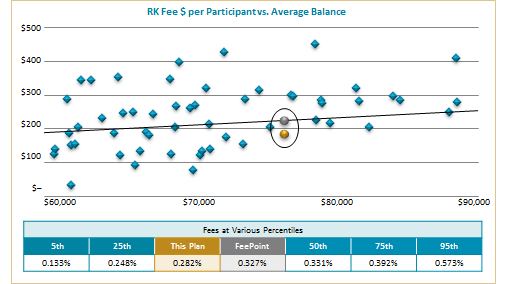 RK Fee $ per Participant vs. Average Balance
$500
$400
$300
$200
$100
$–
$60,000 $70,000 $80,000 $90,000
Fees at Various Percentiles
5th 25th This Plan FeePoint 50th 75th 95th
0.133% 0.248% 0.282% 0.327% 0.331% 0.392% 0.573%